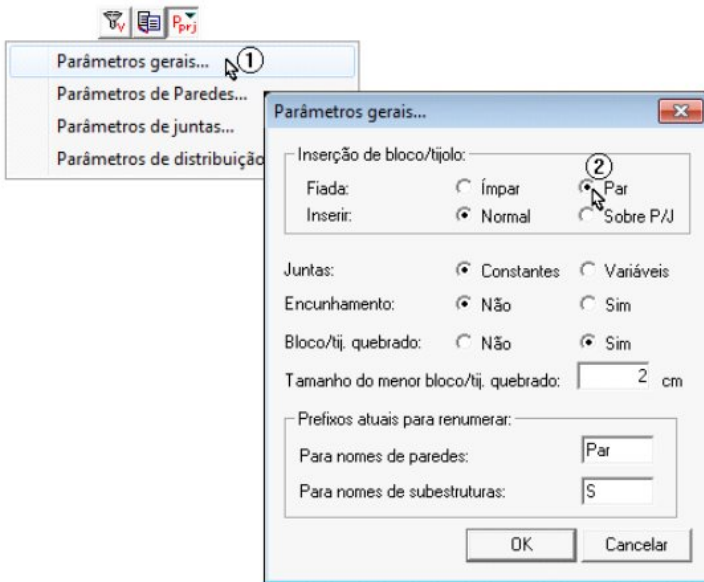 V Pprj
Parâmetros gerais... 1
Parâmetros de Paredes...
Parâmetros de juntas...
Parâmetros de distribuição
Parâmetros gerais...
Inserção de bloco/tijolo:
2
Fiada: Ímpar Par
Inserir: Normal Sobre P/J
Juntas: Constantes Variáveis
Encunhamento: Não Sim
Bloco/tij. quebrado: Não Sim
Tamanho do menor bloco/tij. quebrado: 2 cm
Prefixos atuais para renumerar:
Para nomes de paredes: Par
Para nomes de subestruturas: S
OK Cancelar